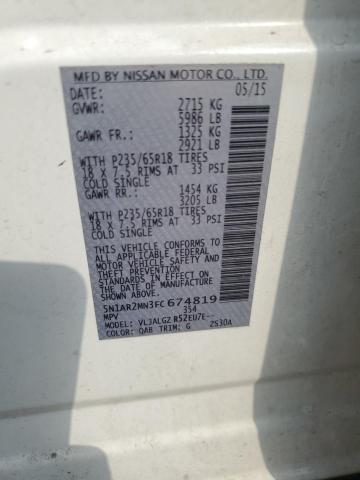 MFD BY NISSAN MOTOR CO., LTD.
DATE: 05/15
GVWR: 2715 KG
5986 LB
GAWR FR.: 1325 KG
2921 LB
WITH P235/65R18 TIRES
18 X 7.5 RIMS AT 33 PSI
COLD SINGLE
GAWR RR.: 1454 KG
3205 LB
WITH P235/65R18 TIRES
18 X 7.5 RIMS AT 33 PSI
COLD SINGLE
THIS VEHICLE CONFORMS TO ALL
APPLICABLE U.S. FEDERAL
MOTOR VEHICLE SAFETY AND
THEFT PREVENTION
STANDARDS IN EFFECT ON
THE DATE OF MANUFACTURE
SHOWN ABOVE.
5N1AR2MN3FC674819
MPV 354
MODEL: VLJALGZ R52EU7E--
COLOR: QAB TRIM: G ZS30A